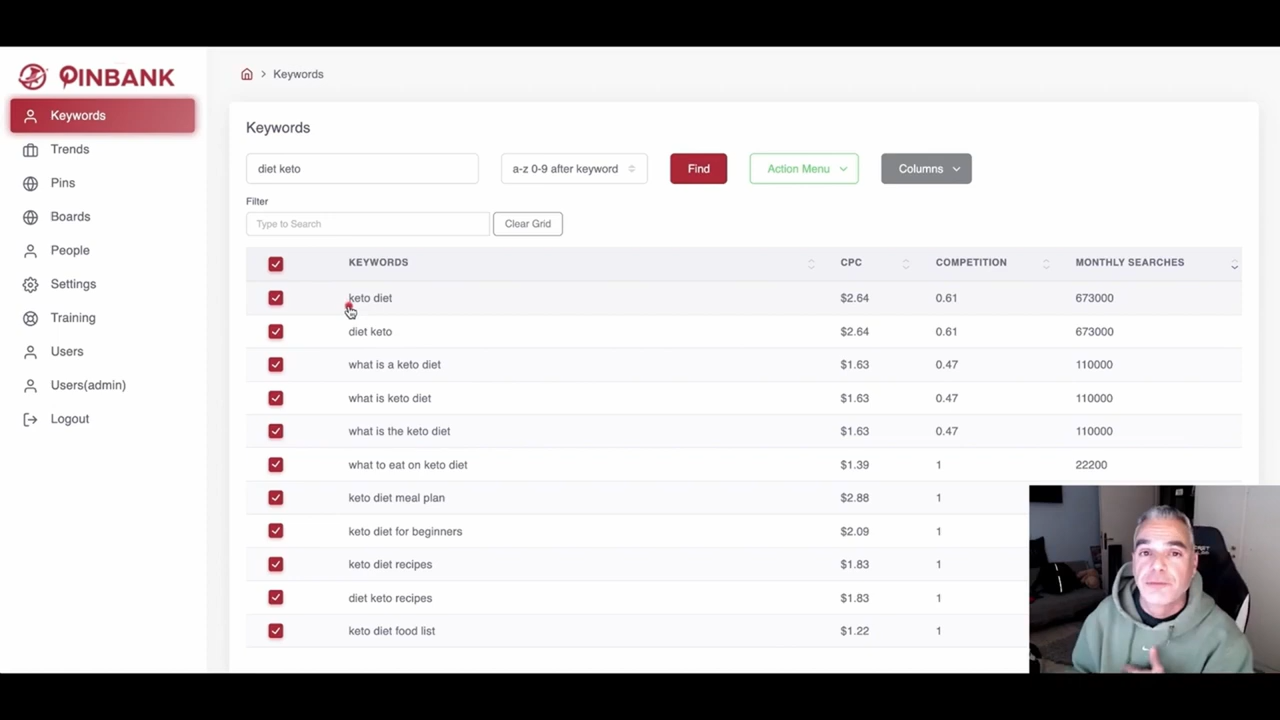 PINBANK
Keywords
Trends
Pins
Boards
People
Settings
Training
Users
Users(admin)
Logout
> Keywords
Keywords
diet keto a-z 0-9 after keyword Find Action Menu Columns
Filter
Type to Search Clear Grid
KEYWORDS CPC COMPETITION MONTHLY SEARCHES
keto diet $2.64 0.61 673000
diet keto $2.64 0.61 673000
what is a keto diet $1.63 0.47 110000
what is keto diet $1.63 0.47 110000
what is the keto diet $1.63 0.47 110000
what to eat on keto diet $1.39 1 22200
keto diet meal plan $2.88 1
keto diet for beginners $2.09 1
keto diet recipes $1.83 1
diet keto recipes $1.83 1
keto diet food list $1.22 1